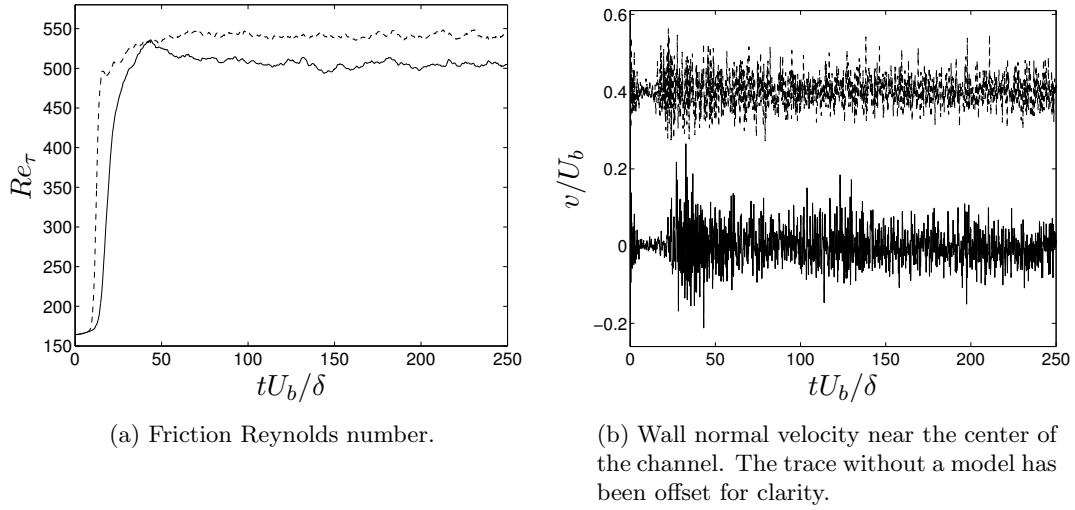 550
500
450
400
350
300
250
200
150
Re_τ
0 50 100 150 200 250
tU_b/δ
(a) Friction Reynolds number.
0.6
0.4
0.2
0
−0.2
v/U_b
0 50 100 150 200 250
tU_b/δ
(b) Wall normal velocity near the center of
the channel. The trace without a model has
been offset for clarity.